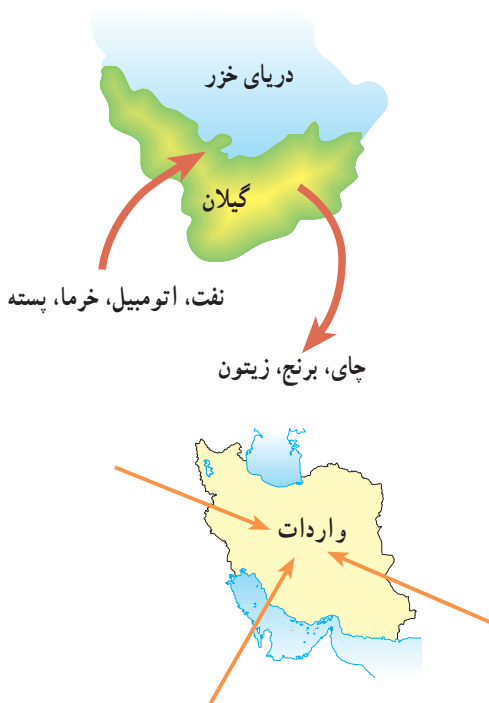 دریای خزر
گیلان
نفت، اتومبیل، خرما، پسته
چای، برنج، زیتون
واردات